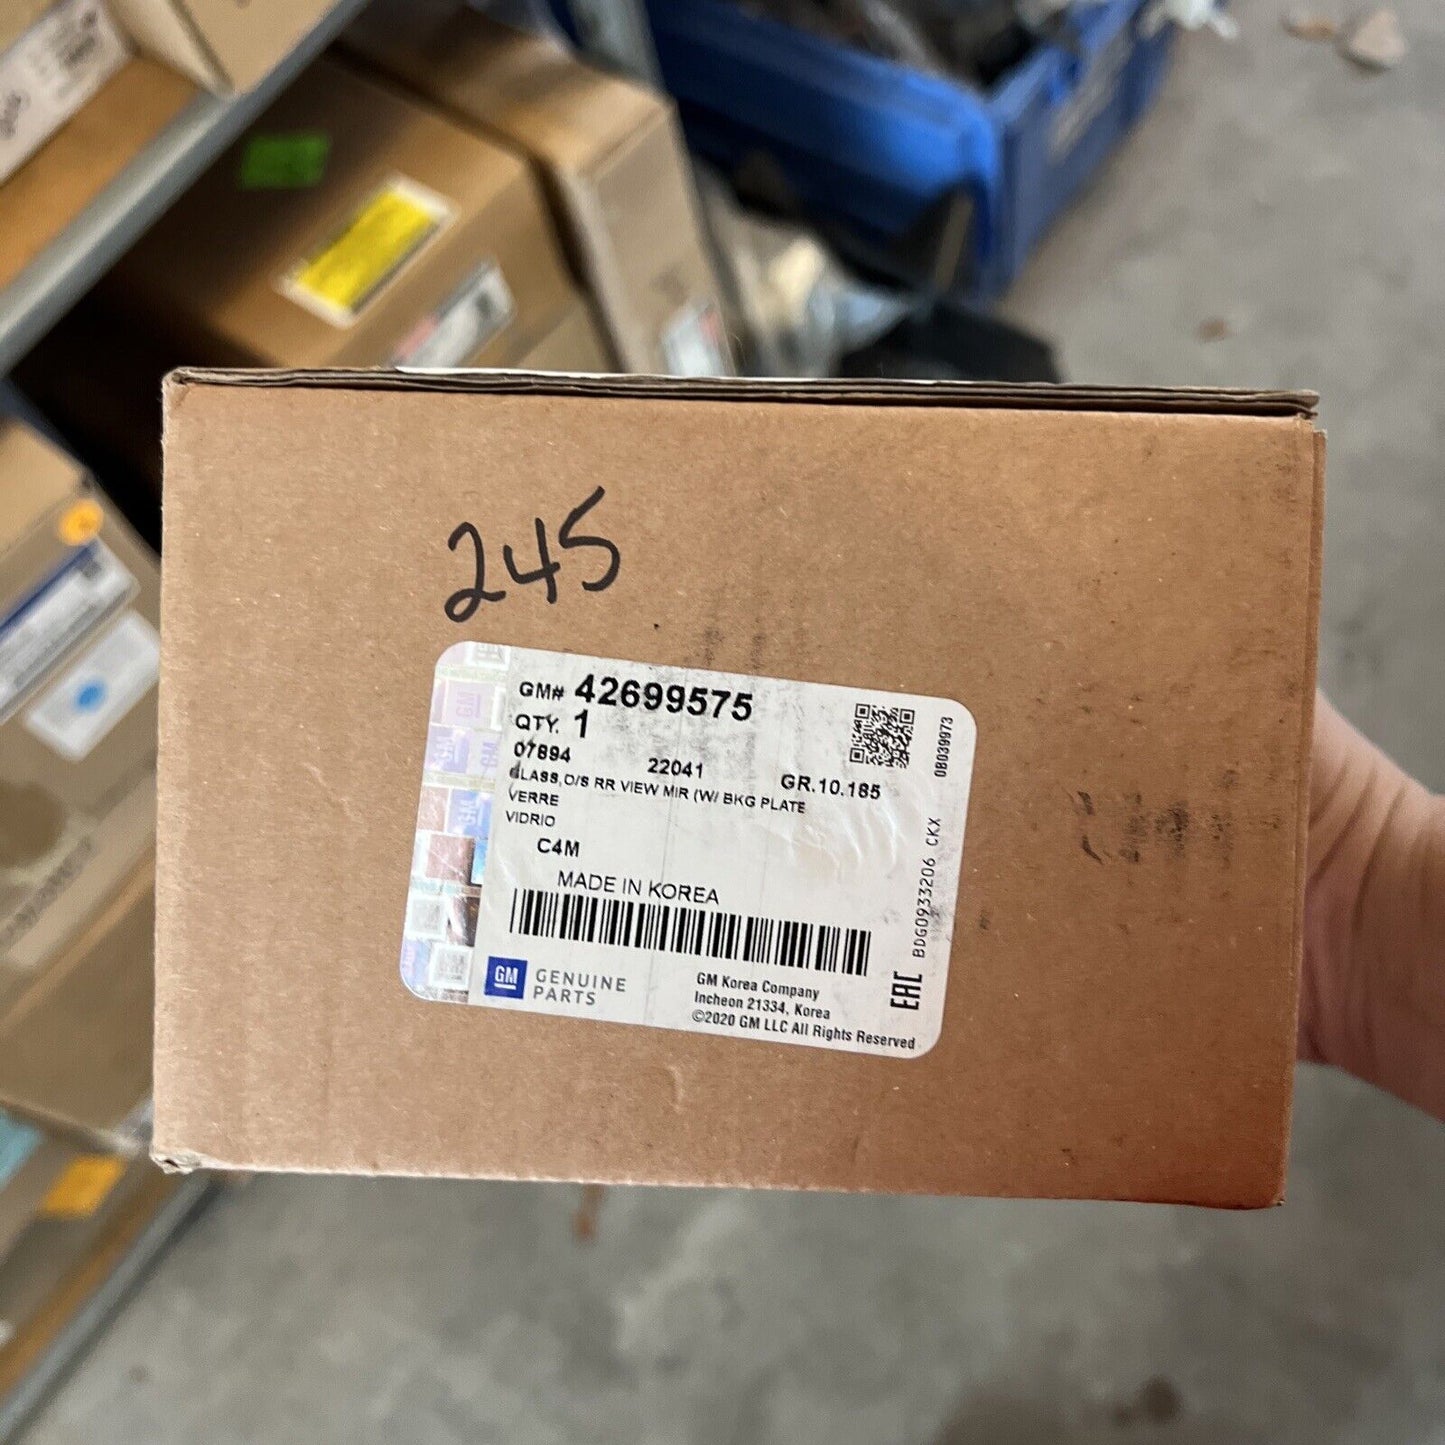 245
GM# 42699575
QTY. 1
07894 22041 GR.10.185
GLASS,O/S RR VIEW MIR (W/ BKG PLATE
VERRE
VIDRIO
C4M
MADE IN KOREA
GM GENUINE
PARTS
GM Korea Company
Incheon 21334, Korea
©2020 GM LLC All Rights Reserved
EAC
BDG0933206 CKX
0B039973